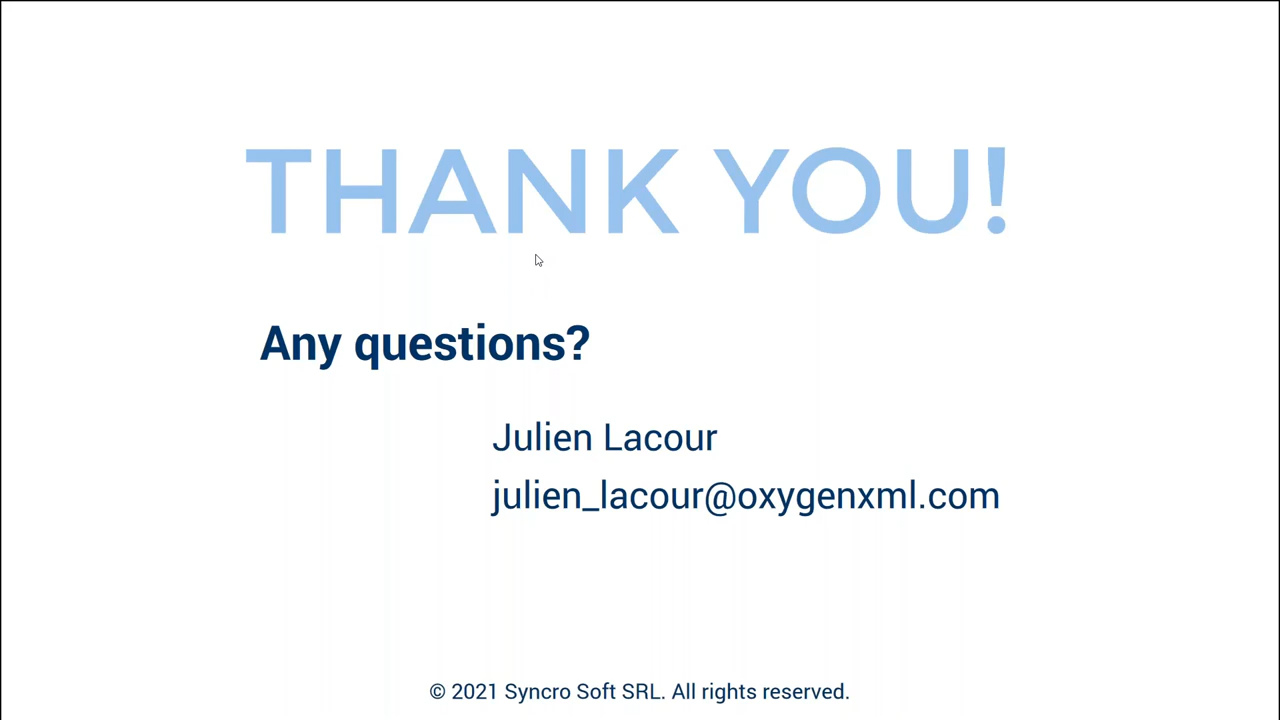 THANK YOU!
Any questions?
Julien Lacour
julien_lacour@oxygenxml.com
© 2021 Syncro Soft SRL. All rights reserved.